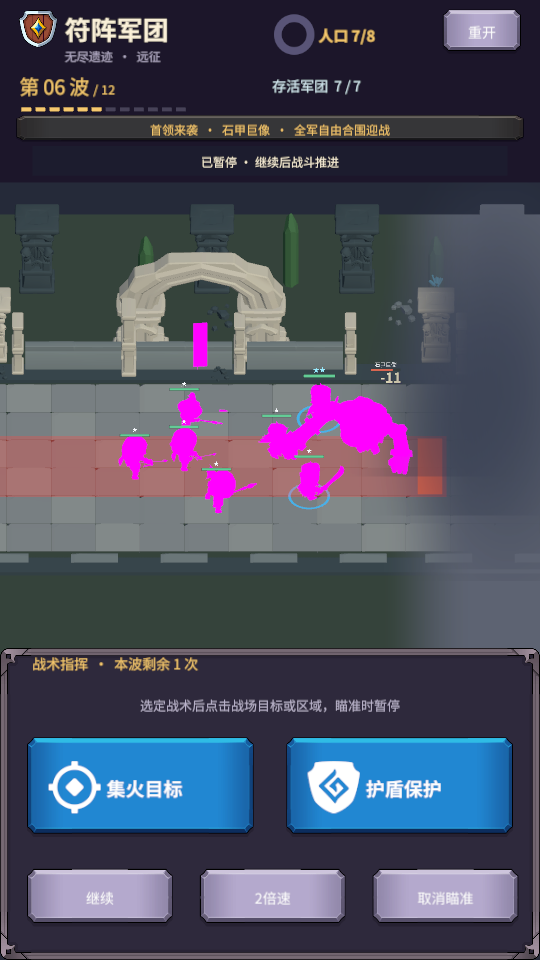 符阵军团
人口 7/8
重开
无尽遗迹 · 远征
第 06 波 / 12
存活军团 7 / 7
首领来袭 · 石甲巨像 · 全军自由合围迎战
已暂停 · 继续后战斗推进
-11
战术指挥 · 本波剩余 1 次
选定战术后点击战场目标或区域，瞄准时暂停
集火目标
护盾保护
继续
2倍速
取消瞄准